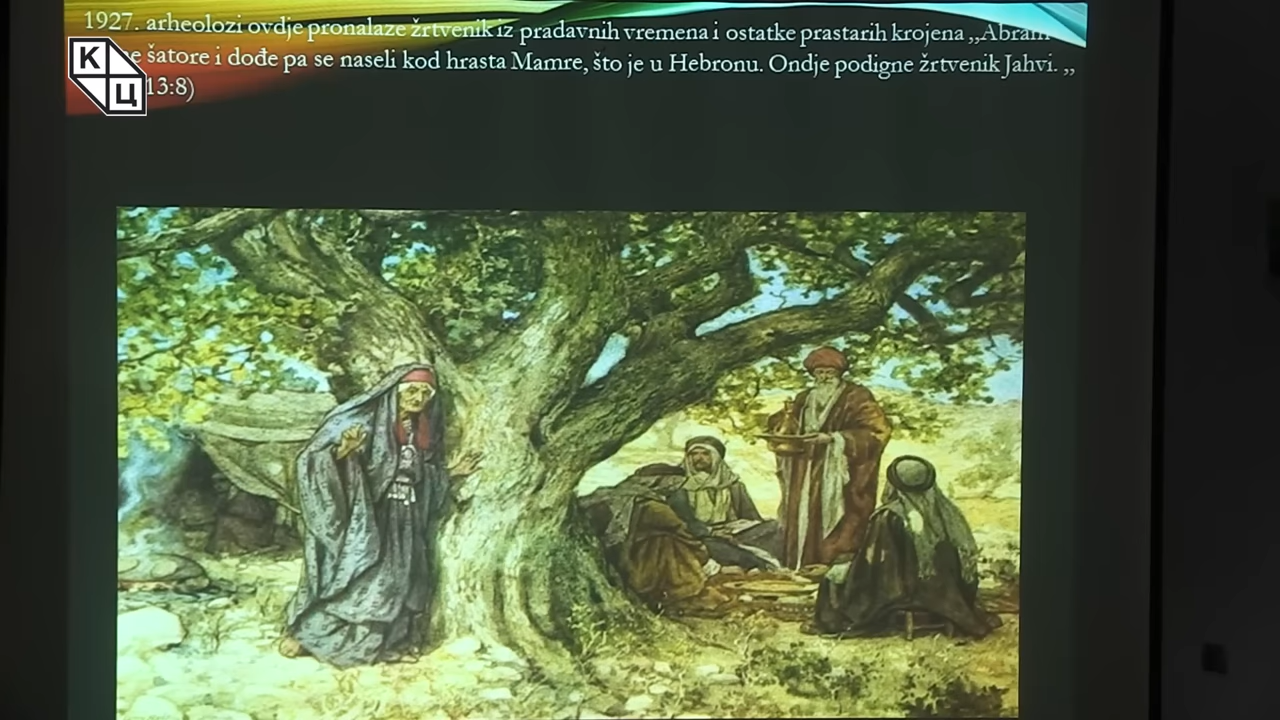 1927. arheolozi ovdje pronalaze žrtvenik iz pradavnih vremena i ostatke prastarih krojena „Abram
šatore i dođe pa se naseli kod hrasta Mamre, što je u Hebronu. Ondje podigne žrtvenik Jahvi. „
13:8)
К
Ц